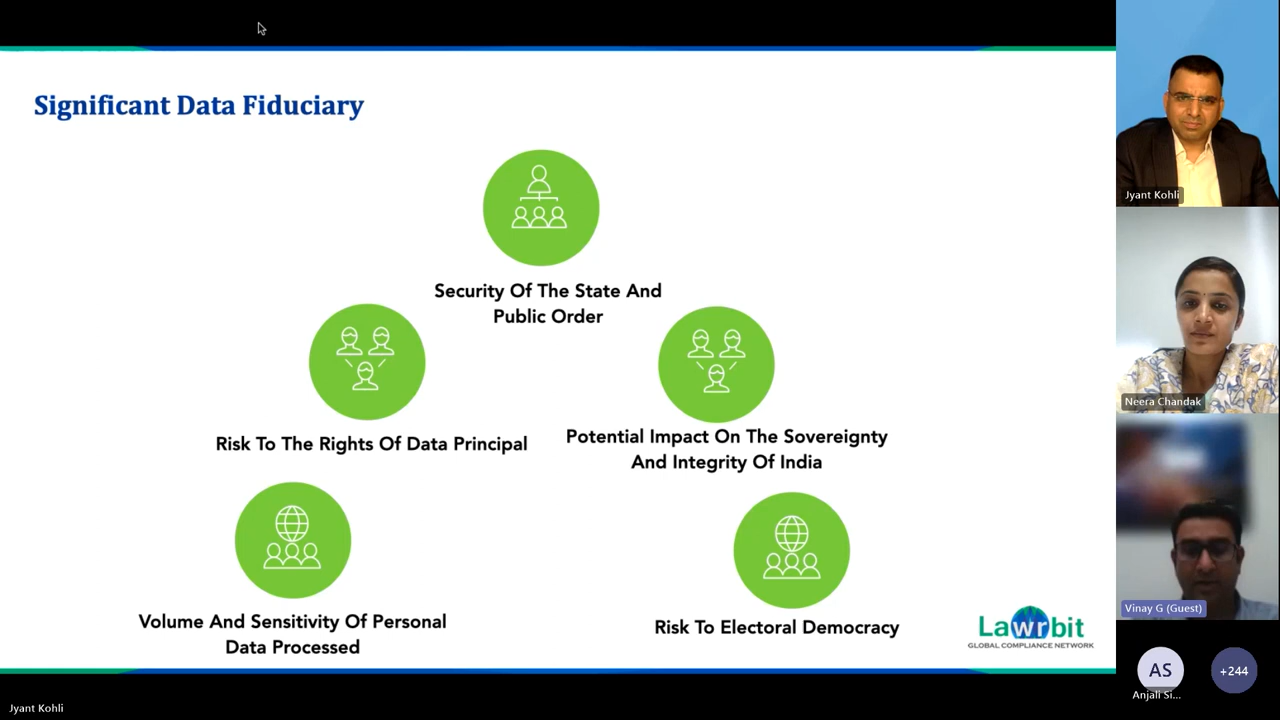 Significant Data Fiduciary
Security Of The State And
Public Order
Risk To The Rights Of Data Principal
Potential Impact On The Sovereignty
And Integrity Of India
Volume And Sensitivity Of Personal
Data Processed
Risk To Electoral Democracy
Lawrbit
GLOBAL COMPLIANCE NETWORK
Jyant Kohli
Neera Chandak
Vinay G (Guest)
AS
Anjali Si...
+244
Jyant Kohli